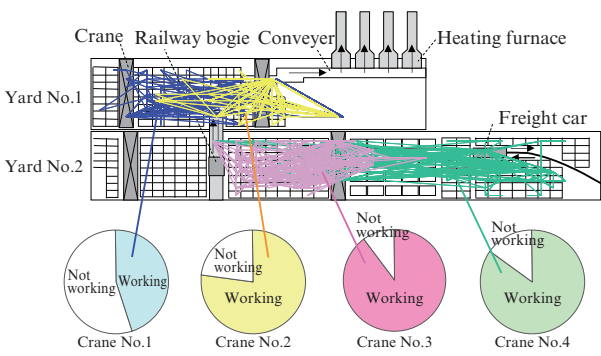 Crane Railway bogie Conveyer Heating furnace
Yard No.1
Freight car
Yard No.2
Not
working
Working
Not
working
Working
Not
working
Working
Not
working
Working
Crane No.1 Crane No.2 Crane No.3 Crane No.4